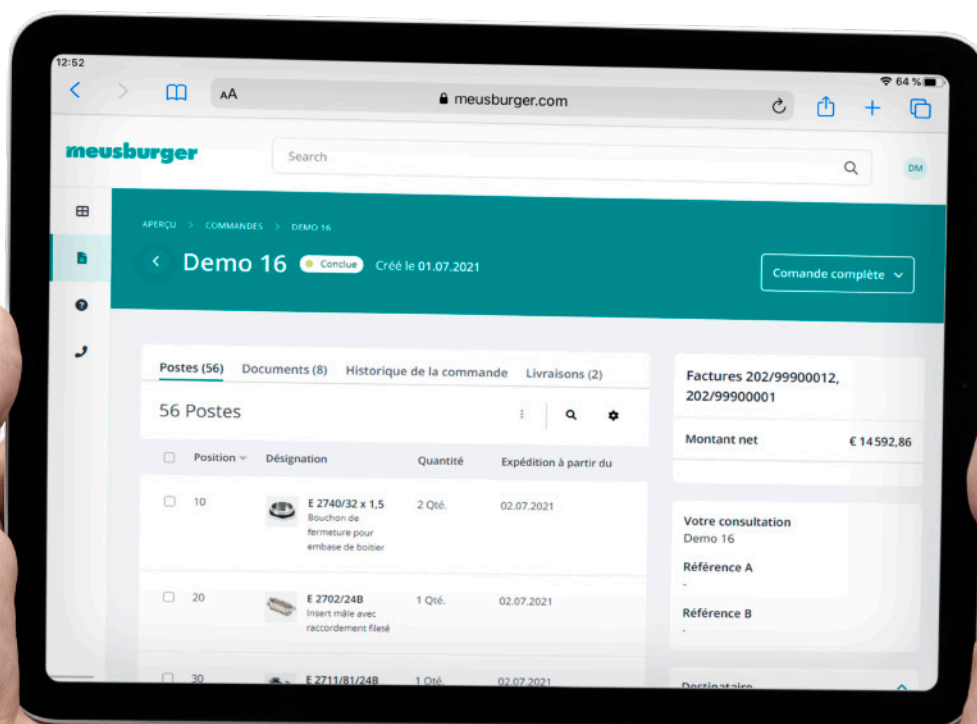 12:52
64 %
AA
meusburger.com
meusburger
Search
DM
APERÇU > COMMANDES > DEMO 16
Demo 16
Conclue
Créé le 01.07.2021
Comande complète
Postes (56)
Documents (8)
Historique de la commande
Livraisons (2)
56 Postes
Position
Désignation
Quantité
Expédition à partir du
10
E 2740/32 x 1,5
Bouchon de
fermeture pour
embase de boitier
2 Qté.
02.07.2021
20
E 2702/24B
Insert mâle avec
raccordement fileté
1 Qté.
02.07.2021
30
E 2711/81/24B
1 Qté.
02.07.2021
Factures 202/99900012,
202/99900001
Montant net
€ 14 592,86
Votre consultation
Demo 16
Référence A
-
Référence B
-
Destinataire